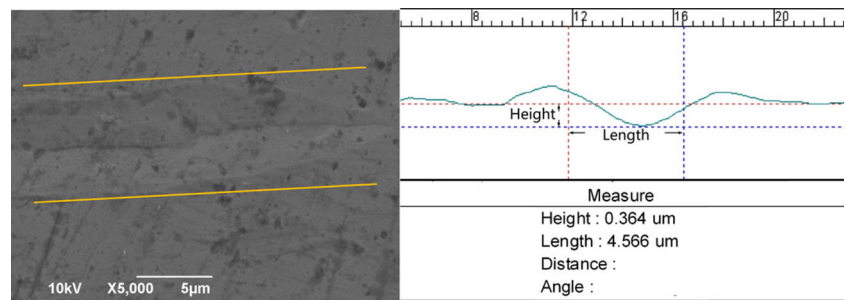 10kV X5,000 5μm
8 12 16 20
Height
Length
Measure
Height : 0.364 um
Length : 4.566 um
Distance :
Angle :